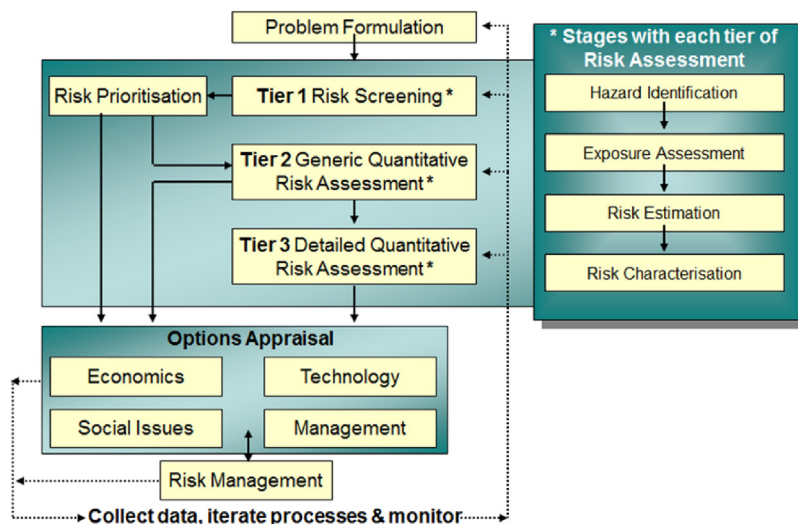 Problem Formulation
Risk Prioritisation
Tier 1 Risk Screening *
Tier 2 Generic Quantitative
Risk Assessment *
Tier 3 Detailed Quantitative
Risk Assessment *
Options Appraisal
Economics
Technology
Social Issues
Management
Risk Management
Collect data, iterate processes & monitor
* Stages with each tier of
Risk Assessment
Hazard Identification
Exposure Assessment
Risk Estimation
Risk Characterisation